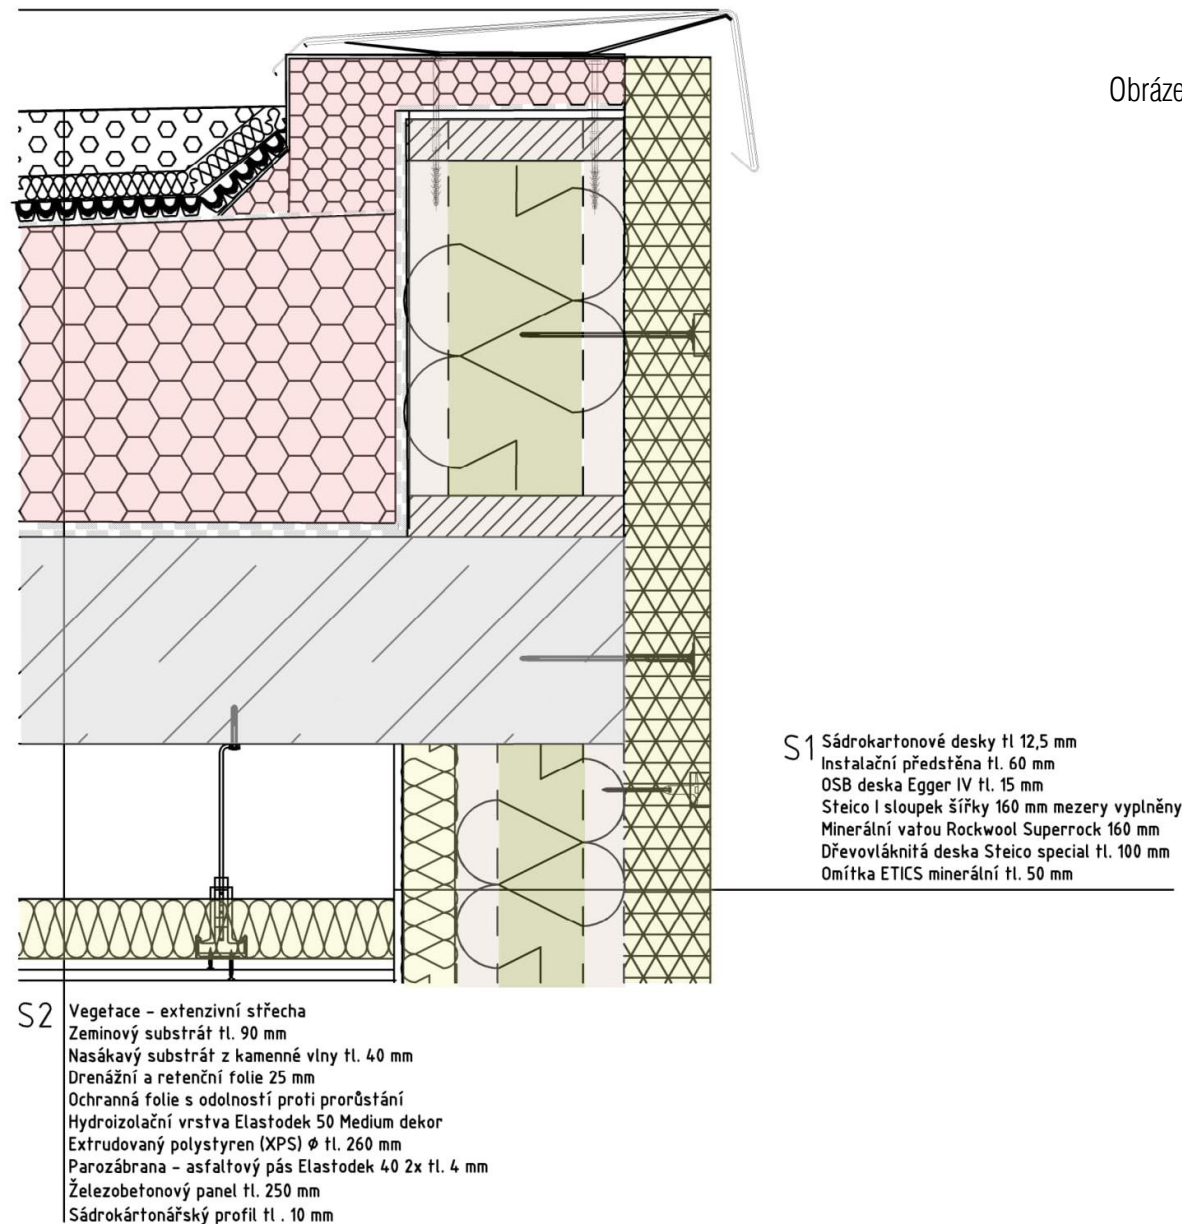 Obráze
S1
Sádrokartonové desky tl 12,5 mm
Instalační předstěna tl. 60 mm
OSB deska Egger IV tl. 15 mm
Steico I sloupek šířky 160 mm mezery vyplněny
Minerální vatou Rockwool Superrock 160 mm
Dřevovláknitá deska Steico special tl. 100 mm
Omítka ETICS minerální tl. 50 mm
S2
Vegetace - extenzivní střecha
Zeminový substrát tl. 90 mm
Nasákavý substrát z kamenné vlny tl. 40 mm
Drenážní a retenční folie 25 mm
Ochranná folie s odolností proti prorůstání
Hydroizolační vrstva Elastodek 50 Medium dekor
Extrudovaný polystyren (XPS) ϕ tl. 260 mm
Parozábrana - asfaltový pás Elastodek 40 2x tl. 4 mm
Železobetonový panel tl. 250 mm
Sádrokártonářský profil tl . 10 mm